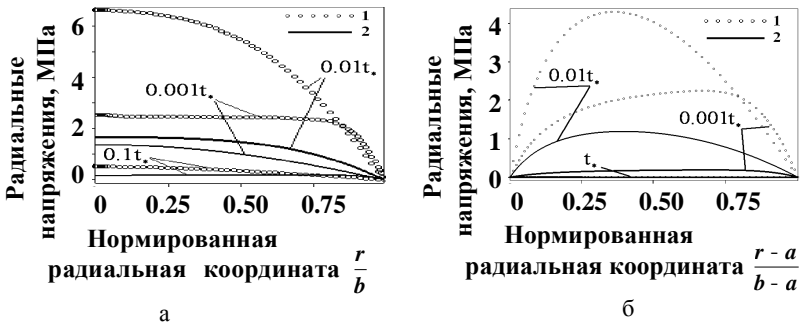 Радиальные
напряжения, МПа
6
4
2
0
1
2
0.001t*
0.01t*
0.1t*
0 0.25 0.50 0.75
Нормированная
радиальная координата r/b
а
Радиальные
напряжения, МПа
4
3
2
1
0
1
2
0.01t*
0.001t*
t*
0 0.25 0.50 0.75
Нормированная
радиальная координата r - a / b - a
б